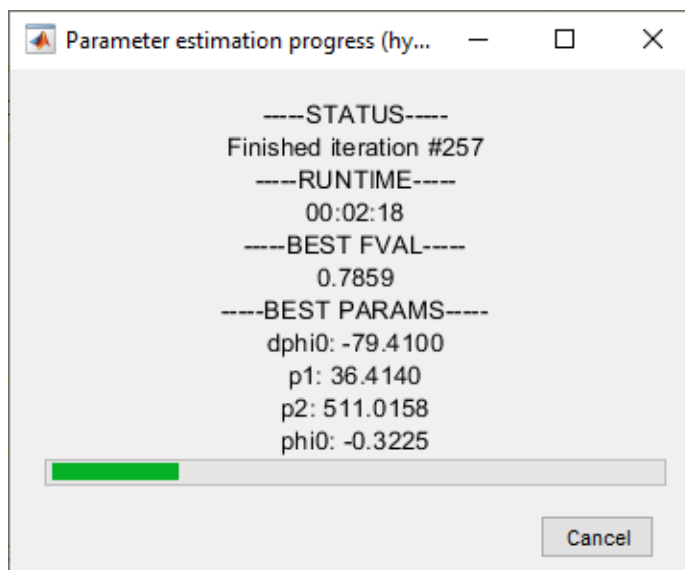 Parameter estimation progress (hy...
-----STATUS-----
Finished iteration #257
-----RUNTIME-----
00:02:18
-----BEST FVAL-----
0.7859
-----BEST PARAMS-----
dphi0: -79.4100
p1: 36.4140
p2: 511.0158
phi0: -0.3225
Cancel